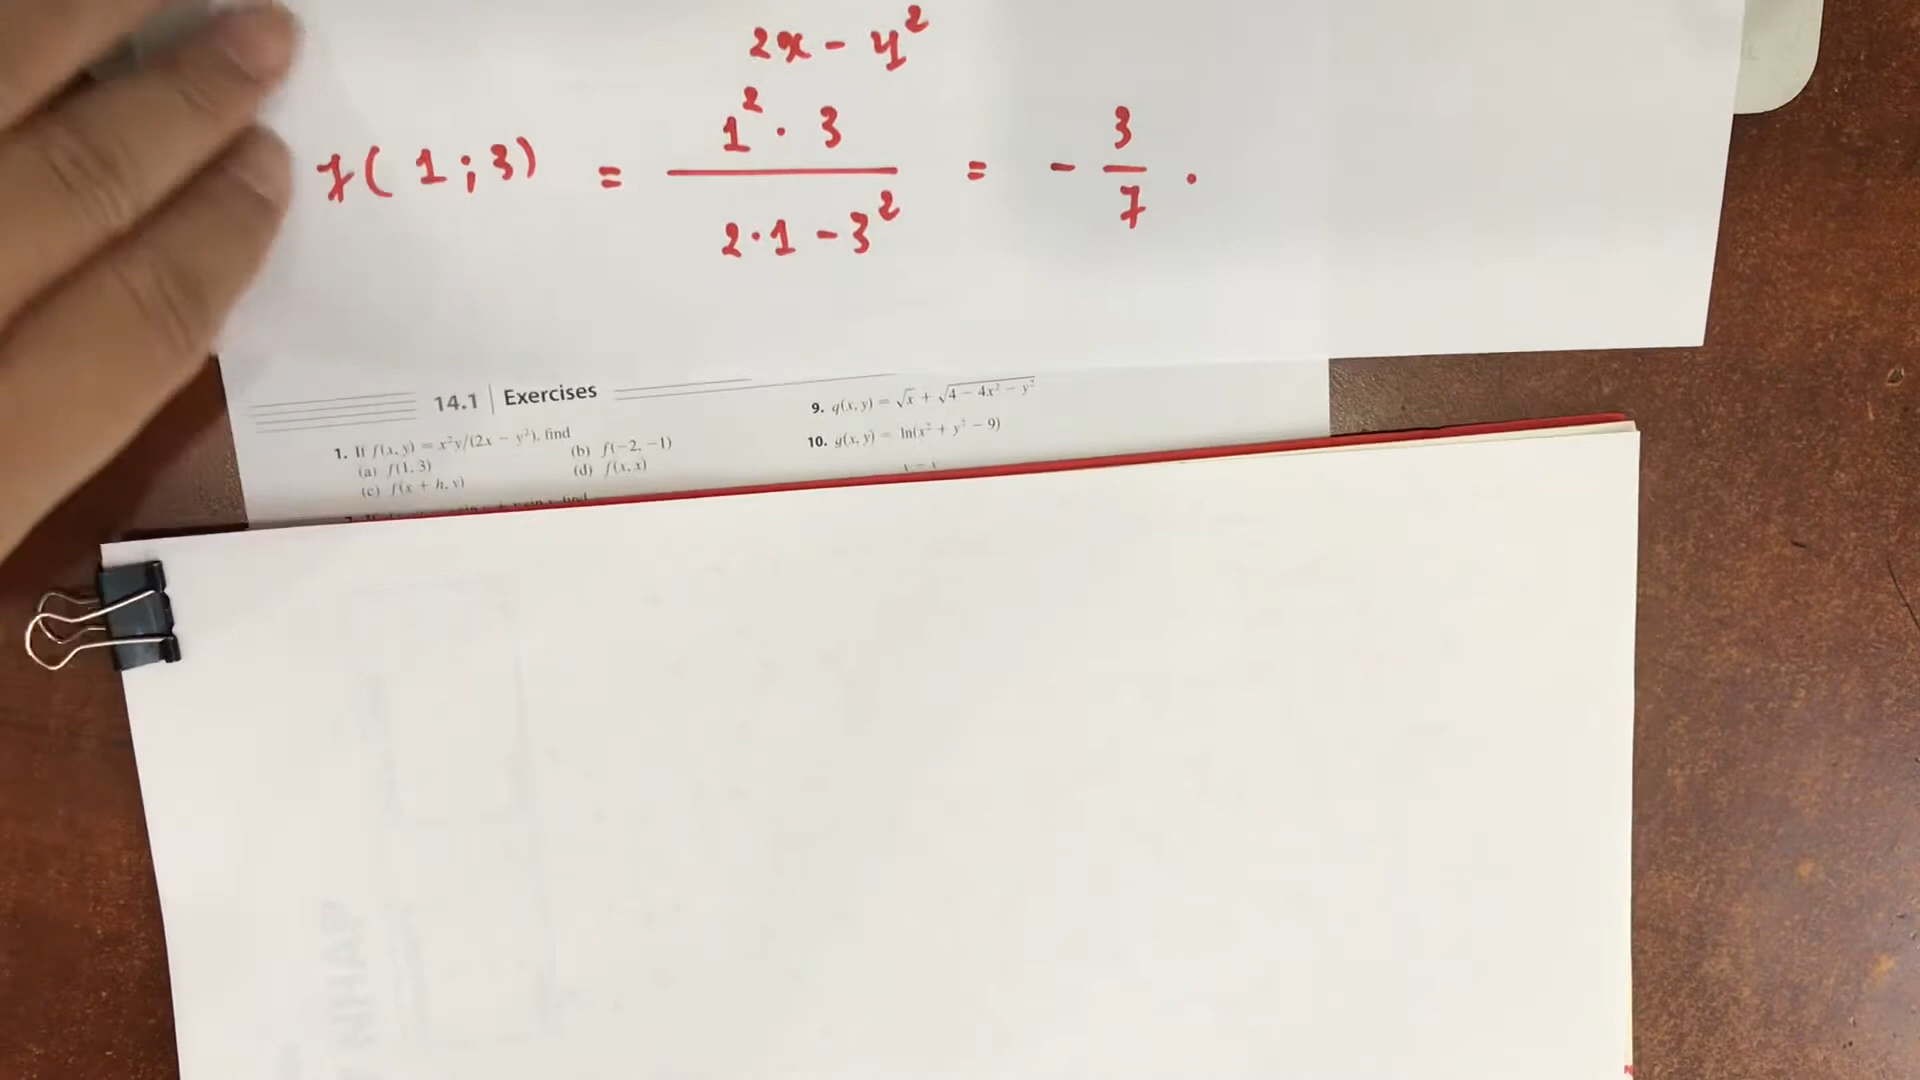 2x - y²
f(1;3) = 1² · 3 / 2·1 - 3² = - 3/7 .
14.1 | Exercises
1. If f(x, y) = x²y/(2x − y²), find
(a) f(1, 3)
(b) f(−2, −1)
(c) f(x + h, y)
(d) f(x, x)
9. q(x, y) = √x + √4 − 4x² − y²
10. g(x, y) = ln(x² + y² − 9)